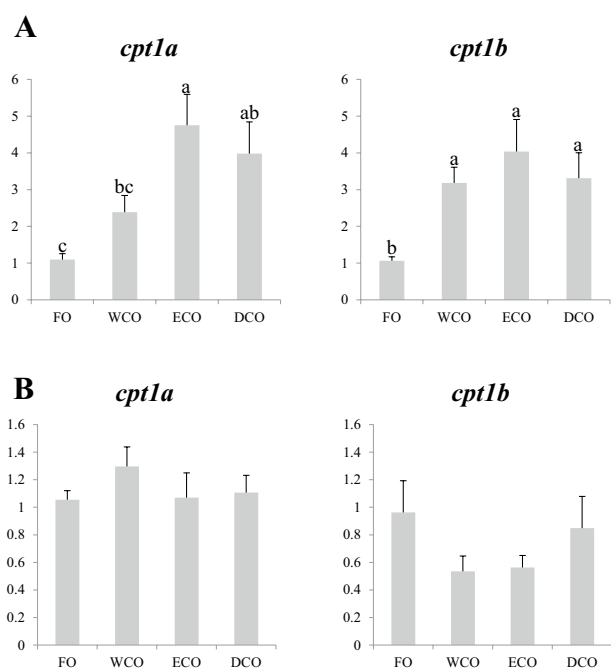 A
cpt1a
cpt1b
6
5
4
3
2
1
0
c
bc
a
ab
FO
WCO
ECO
DCO
6
5
4
3
2
1
0
b
a
a
a
FO
WCO
ECO
DCO
B
cpt1a
cpt1b
1.6
1.4
1.2
1
0.8
0.6
0.4
0.2
0
FO
WCO
ECO
DCO
1.6
1.4
1.2
1
0.8
0.6
0.4
0.2
0
FO
WCO
ECO
DCO